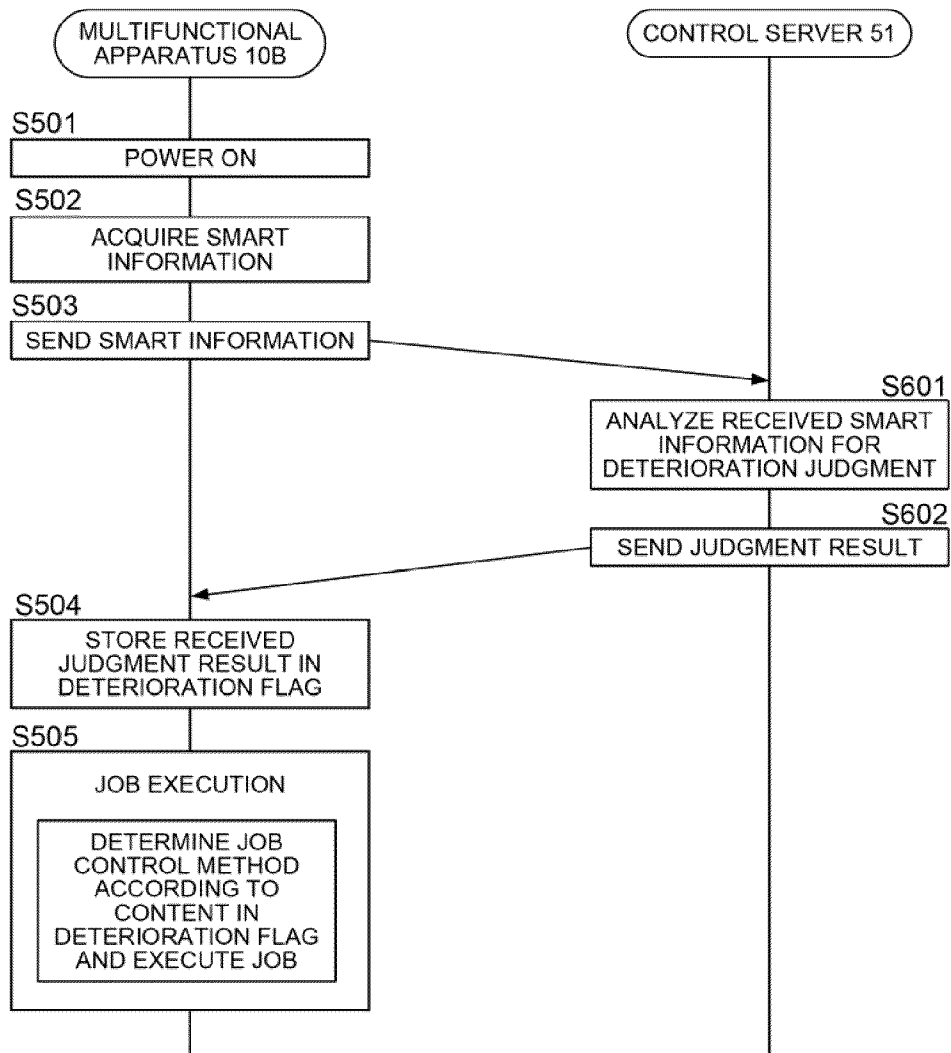 MULTIFUNCTIONAL
APPARATUS 10B
CONTROL SERVER 51
S501
POWER ON
S502
ACQUIRE SMART
INFORMATION
S503
SEND SMART INFORMATION
S601
ANALYZE RECEIVED SMART
INFORMATION FOR
DETERIORATION JUDGMENT
S602
SEND JUDGMENT RESULT
S504
STORE RECEIVED
JUDGMENT RESULT IN
DETERIORATION FLAG
S505
JOB EXECUTION
DETERMINE JOB
CONTROL METHOD
ACCORDING TO
CONTENT IN
DETERIORATION FLAG
AND EXECUTE JOB